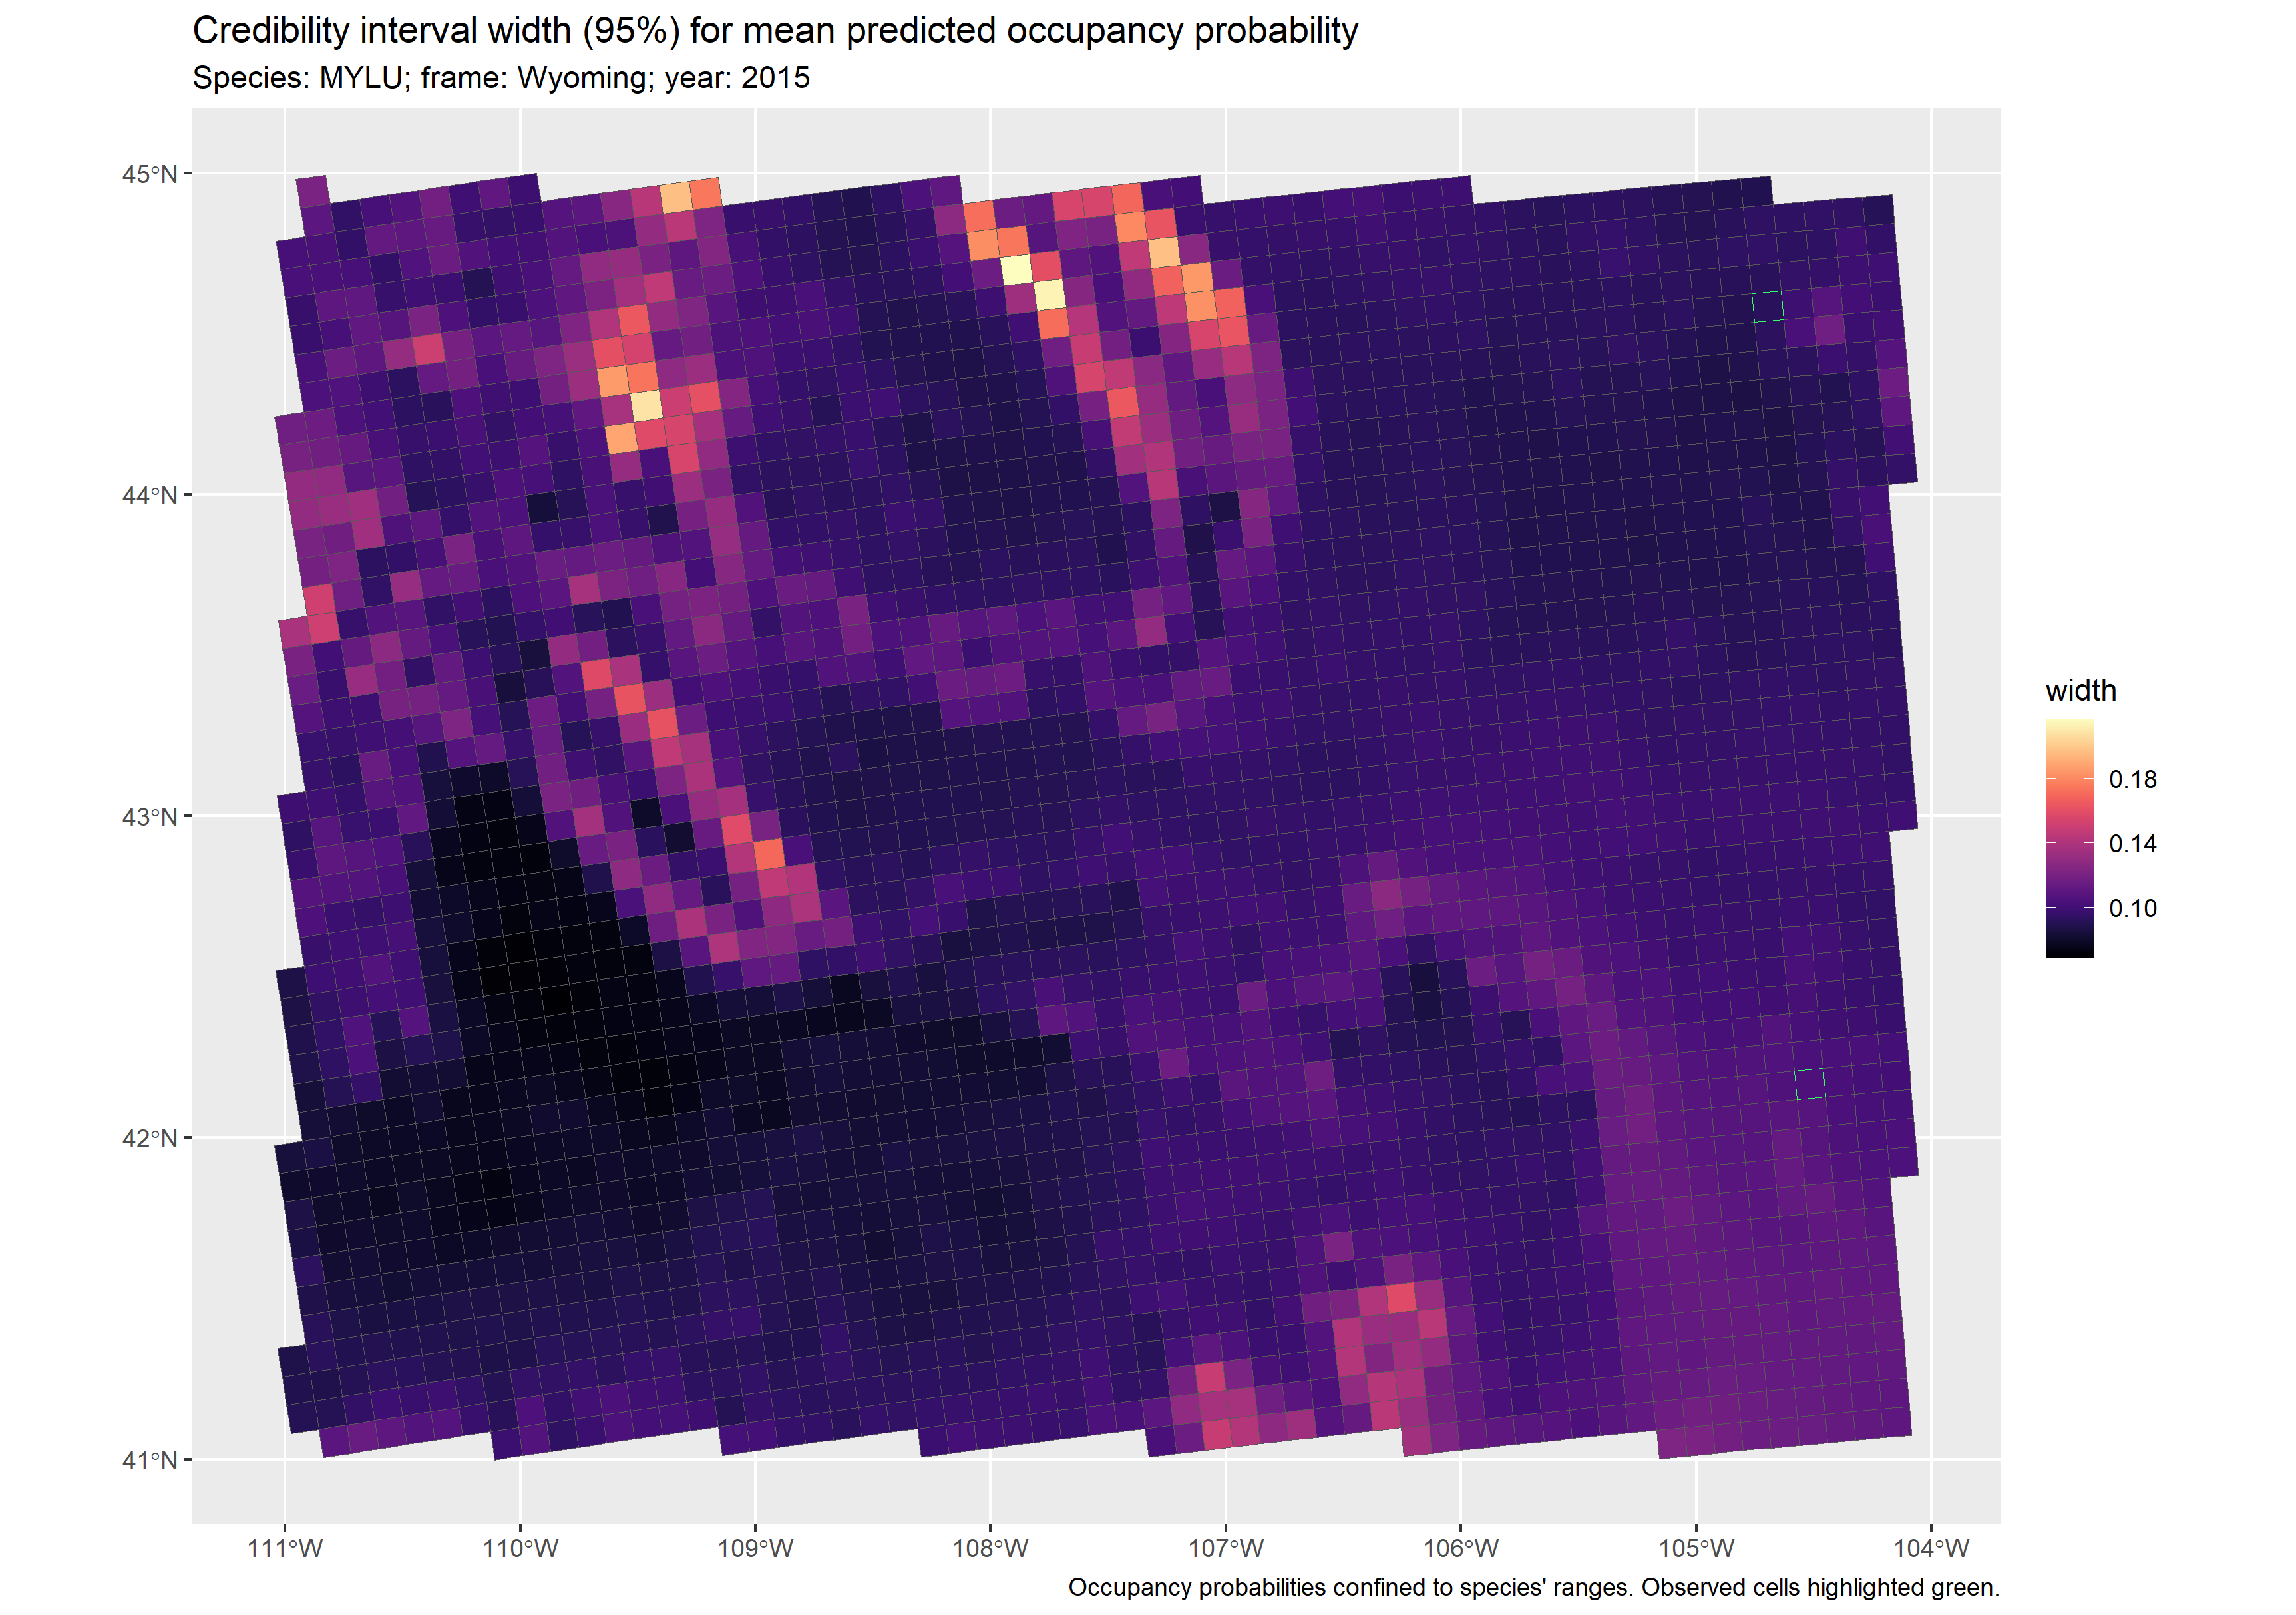 Credibility interval width (95%) for mean predicted occupancy probability
Species: MYLU; frame: Wyoming; year: 2015
45°N
44°N
43°N
42°N
41°N
width
0.18
0.14
0.10
111°W 110°W 109°W 108°W 107°W 106°W 105°W 104°W
Occupancy probabilities confined to species' ranges. Observed cells highlighted green.